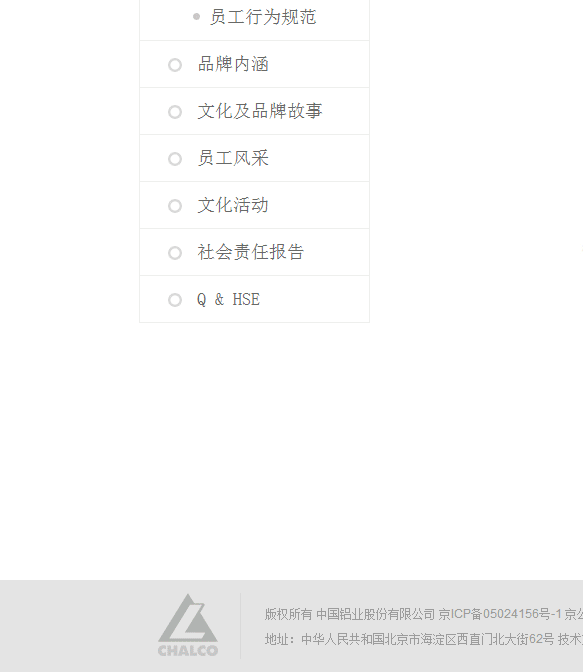 员工行为规范
品牌内涵
文化及品牌故事
员工风采
文化活动
社会责任报告
Q & HSE
CHALCO
版权所有 中国铝业股份有限公司 京ICP备05024156号-1 京公
地址：中华人民共和国北京市海淀区西直门北大街62号 技术